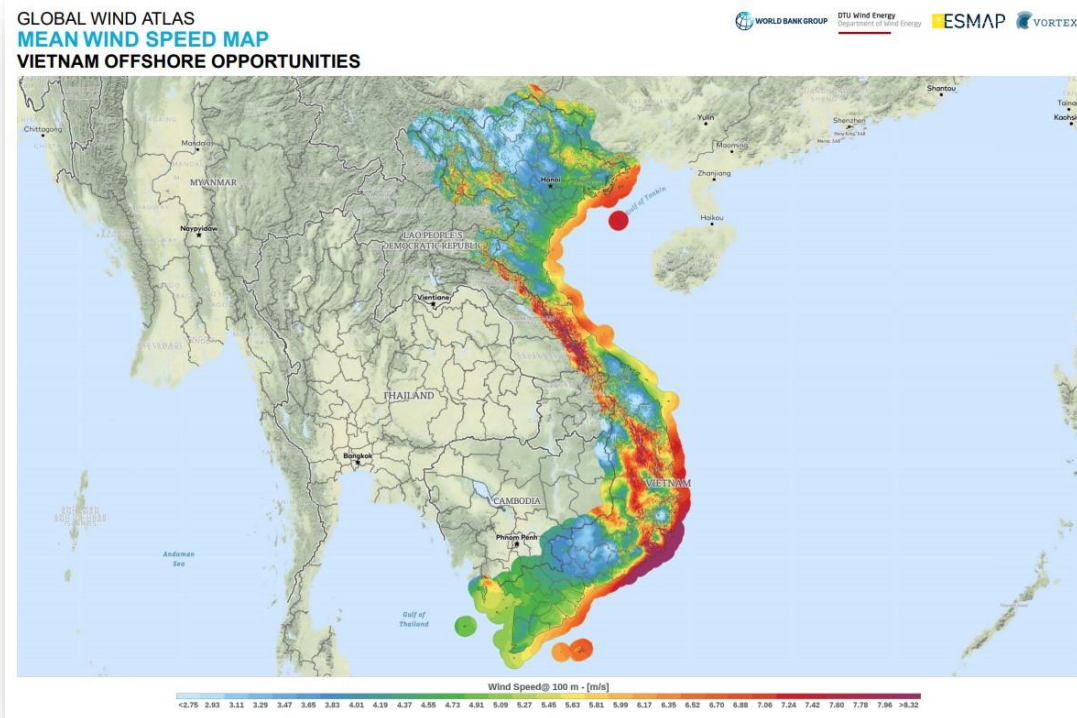 GLOBAL WIND ATLAS
MEAN WIND SPEED MAP
VIETNAM OFFSHORE OPPORTUNITIES
WORLD BANK GROUP
DTU Wind Energy
Department of Wind Energy
ESMAP
VORTEX
Shantou
Chittagong
Yulin
Shenzhen
Mandalay
Maoming
MYANMAR
Hanoi
Zhanjiang
Gulf of Tonkin
Haikou
Naypyidaw
LAO PEOPLE'S
DEMOCRATIC REPUBLIC
Vientiane
THAILAND
Bangkok
VIETNAM
CAMBODIA
Phnom Penh
Andaman
Sea
Gulf of
Thailand
Wind Speed@ 100 m - [m/s]
<2.75 2.93 3.11 3.29 3.47 3.65 3.83 4.01 4.19 4.37 4.55 4.73 4.91 5.09 5.27 5.45 5.63 5.81 5.99 6.17 6.35 6.52 6.70 6.88 7.06 7.24 7.42 7.60 7.78 7.96 >8.32